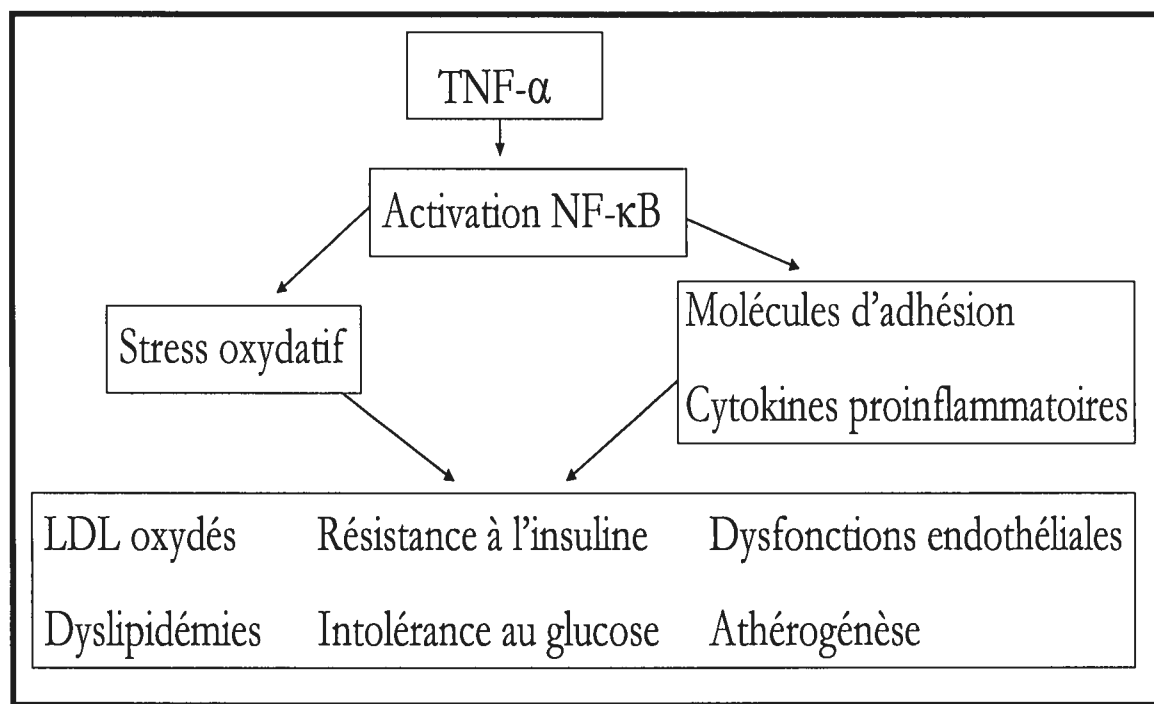 TNF-α
Activation NF-κB
Stress oxydatif
Molécules d'adhésion
Cytokines proinflammatoires
LDL oxydés Résistance à l'insuline Dysfonctions endothéliales
Dyslipidémies Intolérance au glucose Athérogénèse